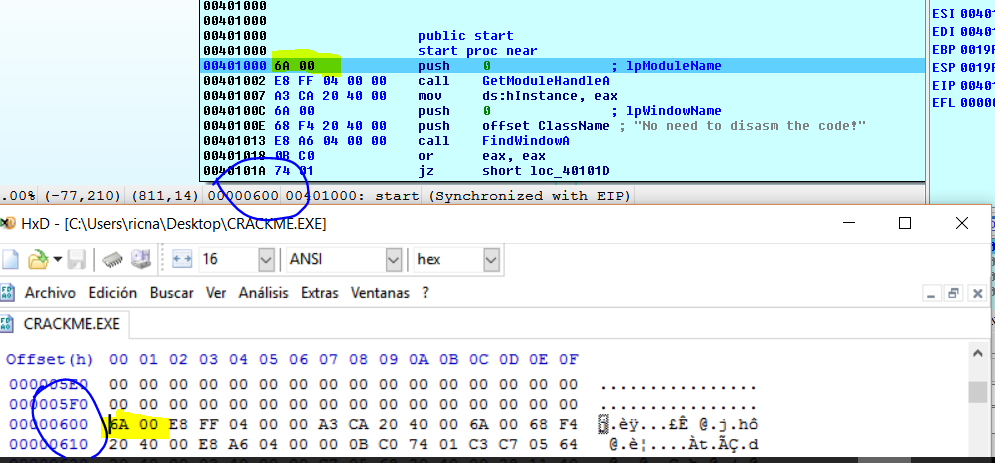 00401000
00401000
00401000 public start
00401000 start proc near
00401000 6A 00 push 0 ; lpModuleName
00401002 E8 FF 04 00 00 call GetModuleHandleA
00401007 A3 CA 20 40 00 mov ds:hInstance, eax
0040100C 6A 00 push 0 ; lpWindowName
0040100E 68 F4 20 40 00 push offset ClassName ; "No need to disasm the code!"
00401013 E8 A6 04 00 00 call FindWindowA
00401018 0B C0 or eax, eax
0040101A 74 01 jz short loc_40101D
ESI 00401
EDI 00401
EBP 0019F
ESP 0019F
EIP 00401
EFL 00000
.00% (-77,210) (811,14) 00000600 00401000: start (Synchronized with EIP)
HxD - [C:\Users\ricna\Desktop\CRACKME.EXE]
16 ANSI hex
Archivo Edición Buscar Ver Análisis Extras Ventanas ?
CRACKME.EXE
Offset(h) 00 01 02 03 04 05 06 07 08 09 0A 0B 0C 0D 0E 0F
000005E0 00 00 00 00 00 00 00 00 00 00 00 00 00 00 00 00 ................
000005F0 00 00 00 00 00 00 00 00 00 00 00 00 00 00 00 00 ................
00000600 6A 00 E8 FF 04 00 00 A3 CA 20 40 00 6A 00 68 F4 j.èÿ...£Ê @.j.hô
00000610 20 40 00 E8 A6 04 00 00 0B C0 74 01 C3 C7 05 64 @.è¦....Àt.ÃÇ.d